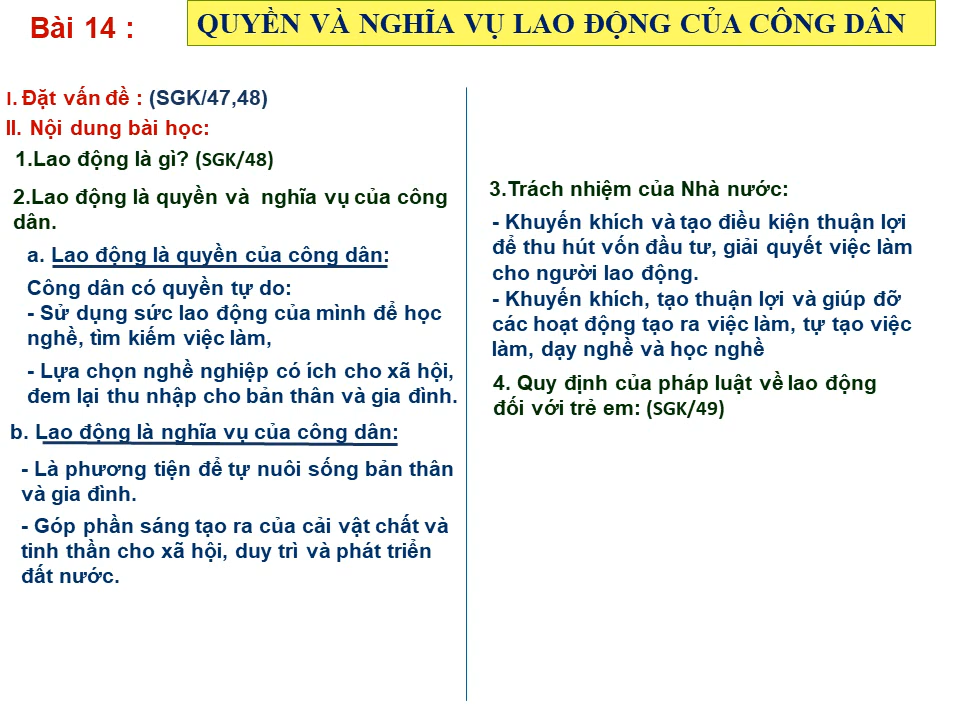 Bài 14 :
QUYỀN VÀ NGHĨA VỤ LAO ĐỘNG CỦA CÔNG DÂN
I. Đặt vấn đề : (SGK/47,48)
II. Nội dung bài học:
1.Lao động là gì? (SGK/48)
2.Lao động là quyền và nghĩa vụ của công
dân.
a. Lao động là quyền của công dân:
Công dân có quyền tự do:
- Sử dụng sức lao động của mình để học
nghề, tìm kiếm việc làm,
- Lựa chọn nghề nghiệp có ích cho xã hội,
đem lại thu nhập cho bản thân và gia đình.
b. Lao động là nghĩa vụ của công dân:
- Là phương tiện để tự nuôi sống bản thân
và gia đình.
- Góp phần sáng tạo ra của cải vật chất và
tinh thần cho xã hội, duy trì và phát triển
đất nước.
3.Trách nhiệm của Nhà nước:
- Khuyến khích và tạo điều kiện thuận lợi
để thu hút vốn đầu tư, giải quyết việc làm
cho người lao động.
- Khuyến khích, tạo thuận lợi và giúp đỡ
các hoạt động tạo ra việc làm, tự tạo việc
làm, dạy nghề và học nghề
4. Quy định của pháp luật về lao động
đối với trẻ em: (SGK/49)